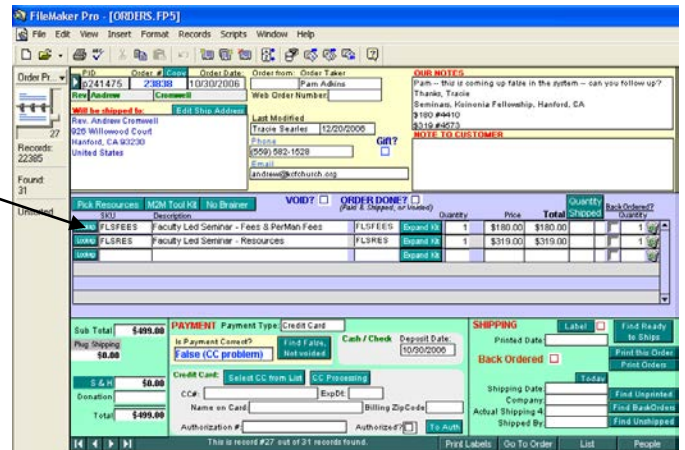 FileMaker Pro - [ORDERS.FP5]
File Edit View Insert Format Records Scripts Window Help
Order Pr...
27
Records:
22385
Found:
31
Unsorted
PID Order # Copy Order Date:
p241475 23838 10/30/2006
Rev Andrew Cromwell
Will be shipped to: Edit Ship Address
Rev. Andrew Cromwell
926 Willowood Court
Hanford, CA 93230
United States
Order from: Order Taker
Pam Adkins
Web Order Number
Last Modified
Tracie Searles 12/20/2006
Phone Gift?
(559) 582-1528
Email
andrew@kcfchurch.org
OUR NOTES
Pam -- this is coming up false in the system -- can you follow up?
Thanks, Tracie
Seminars, Koinonia Fellowship, Hanford, CA
$180 #4410
$319 #4573
NOTE TO CUSTOMER
Pick Resources M2M Tool Kit No Brainer VOID? ORDER DONE?
(Paid & Shipped, or Voided)
SKU Description Quantity Price Total Quantity Shipped Back Ordered? Quantity
Lookup FLSFEES Faculty Led Seminar - Fees & PerMan Fees FLSFEES Expand Kit 1 $180.00 $180.00 1
Lookup FLSRES Faculty Led Seminar - Resources FLSRES Expand Kit 1 $319.00 $319.00 1
Lookup
Sub Total $499.00
Plug Shipping
$0.00
S & H $0.00
Donation
Total $499.00
PAYMENT Payment Type: Credit Card
Is Payment Correct? Find False, Not voided Cash / Check Deposit Date:
False (CC problem) 10/30/2006
Credit Card: Select CC from List CC Processing
CC#: ExpDt:
Name on Card Billing ZipCode
Authorization # Authorized? To Auth
SHIPPING Label
Printed Date
Back Ordered
Today
Shipping Date
Company
Actual Shipping 4
Shipped By
Find Ready to Ships
Print this Order
Print Orders
Find Unprinted
Find BackOrders
Find Unshipped
This is record #27 out of 31 records found. Print Labels Go To Order List People